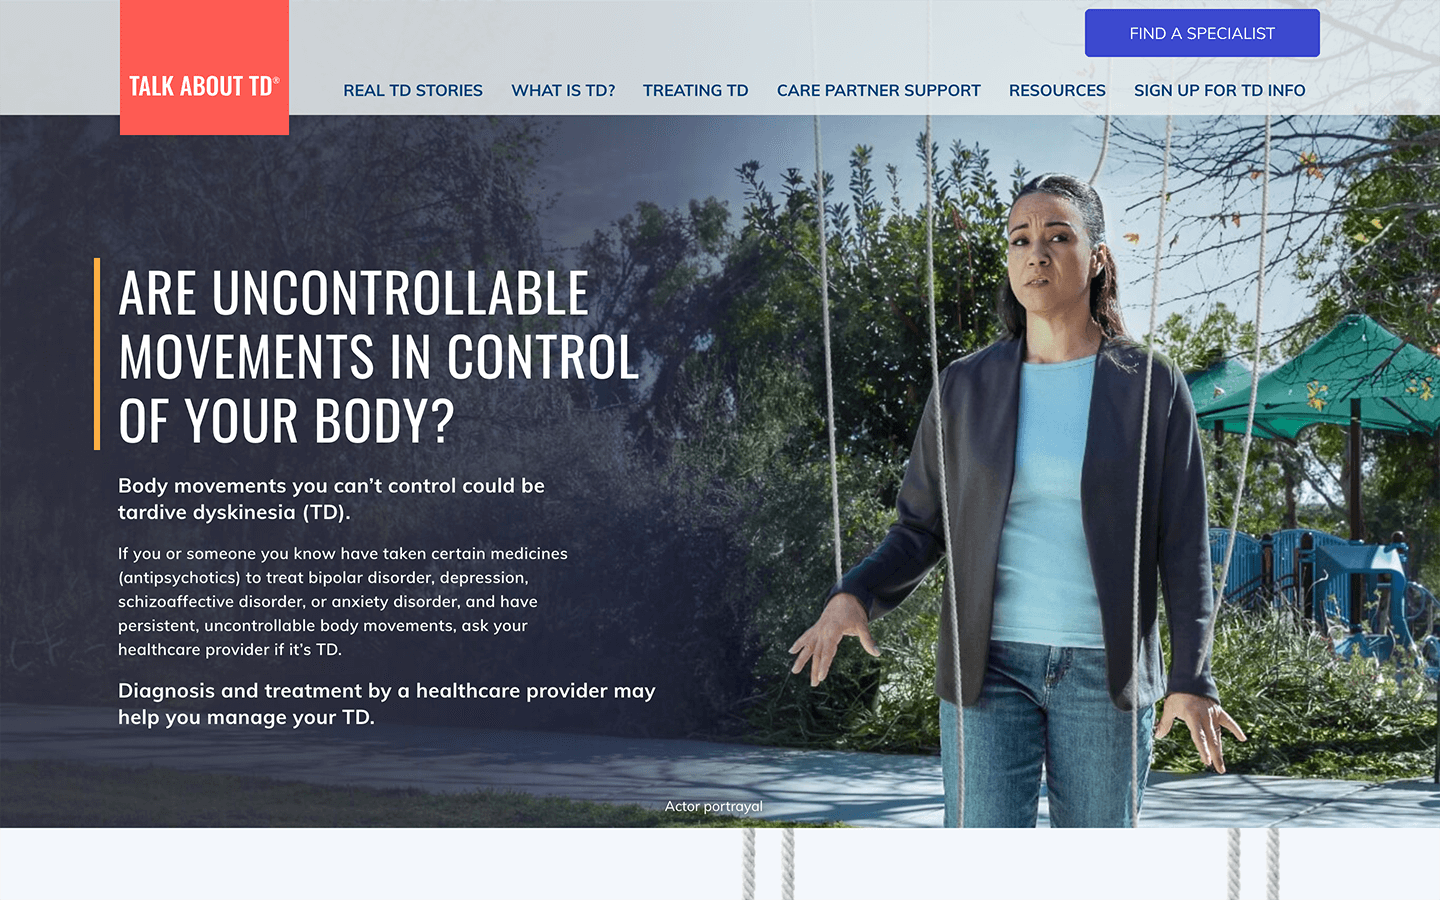 FIND A SPECIALIST
TALK ABOUT TD®
REAL TD STORIES WHAT IS TD? TREATING TD CARE PARTNER SUPPORT RESOURCES SIGN UP FOR TD INFO
ARE UNCONTROLLABLE
MOVEMENTS IN CONTROL
OF YOUR BODY?
Body movements you can’t control could be
tardive dyskinesia (TD).
If you or someone you know have taken certain medicines
(antipsychotics) to treat bipolar disorder, depression,
schizoaffective disorder, or anxiety disorder, and have
persistent, uncontrollable body movements, ask your
healthcare provider if it’s TD.
Diagnosis and treatment by a healthcare provider may
help you manage your TD.
Actor portrayal